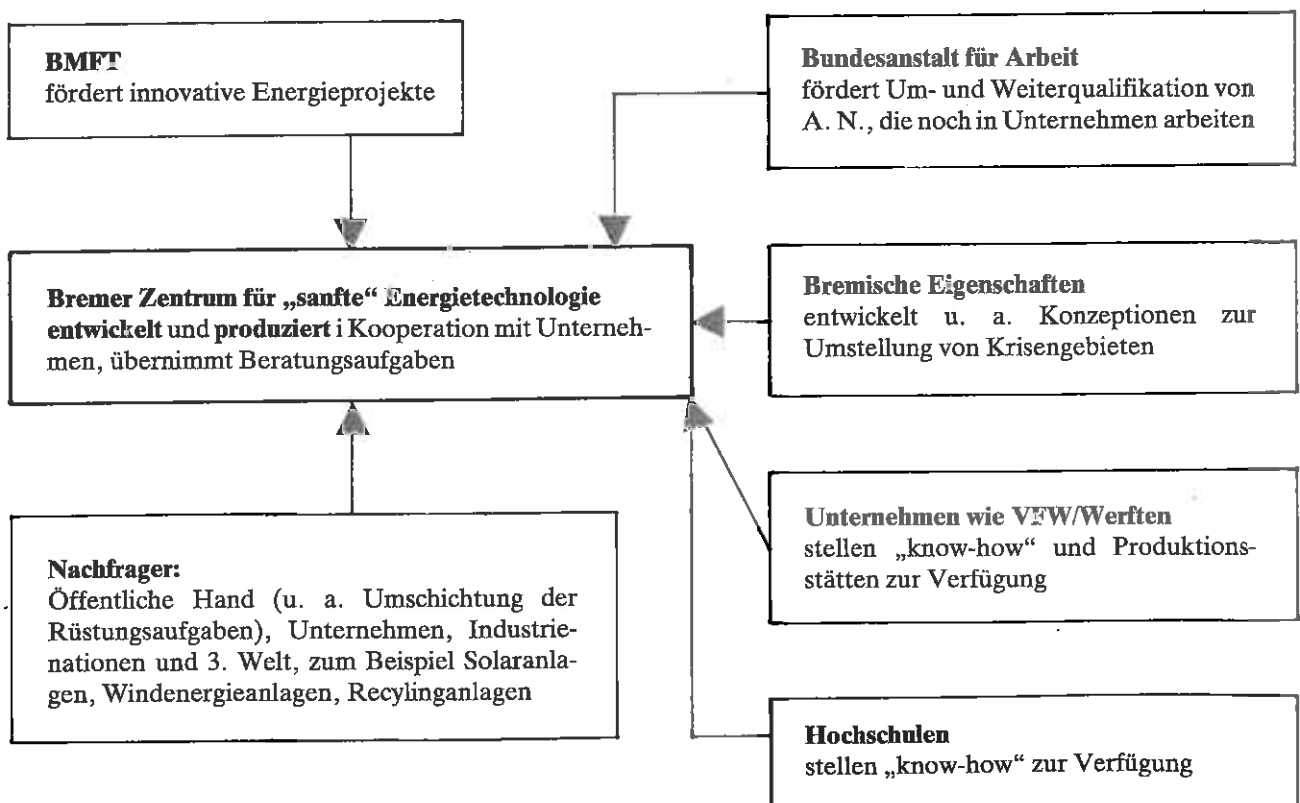 BMFT
fördert innovative Energieprojekte
Bundesanstalt für Arbeit
fördert Um- und Weiterqualifikation von
A. N., die noch in Unternehmen arbeiten
Bremer Zentrum für „sanfte“ Energietechnologie
entwickelt und produziert i Kooperation mit Unterneh-
men, übernimmt Beratungsaufgaben
Bremische Eigenschaften
entwickelt u. a. Konzeptionen zur
Umstellung von Krisengebieten
Unternehmen wie VFW/Werften
stellen „know-how“ und Produktions-
stätten zur Verfügung
Nachfrager:
Öffentliche Hand (u. a. Umschichtung der
Rüstungsaufgaben), Unternehmen, Industrie-
nationen und 3. Welt, zum Beispiel Solaranla-
gen, Windenergieanlagen, Recylinganlagen
Hochschulen
stellen „know-how“ zur Verfügung